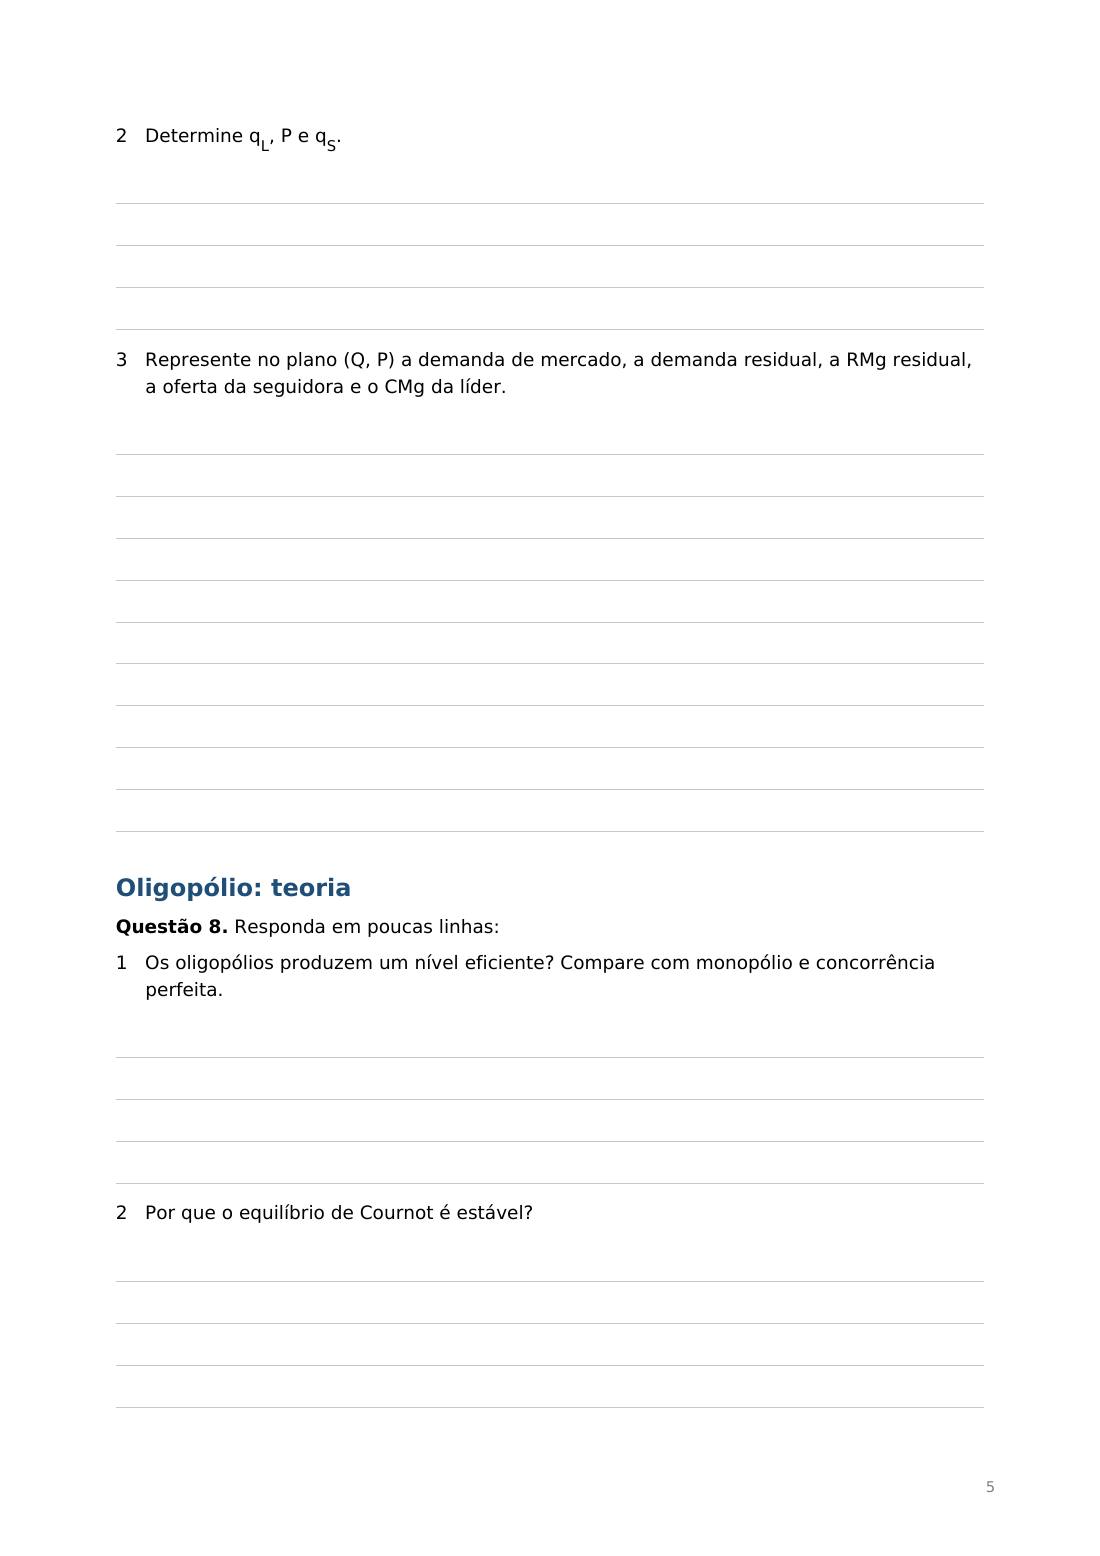 2 Determine qL, P e qS.
3 Represente no plano (Q, P) a demanda de mercado, a demanda residual, a RMg residual,
a oferta da seguidora e o CMg da líder.
Oligopólio: teoria
Questão 8. Responda em poucas linhas:
1 Os oligopólios produzem um nível eficiente? Compare com monopólio e concorrência
perfeita.
2 Por que o equilíbrio de Cournot é estável?
5